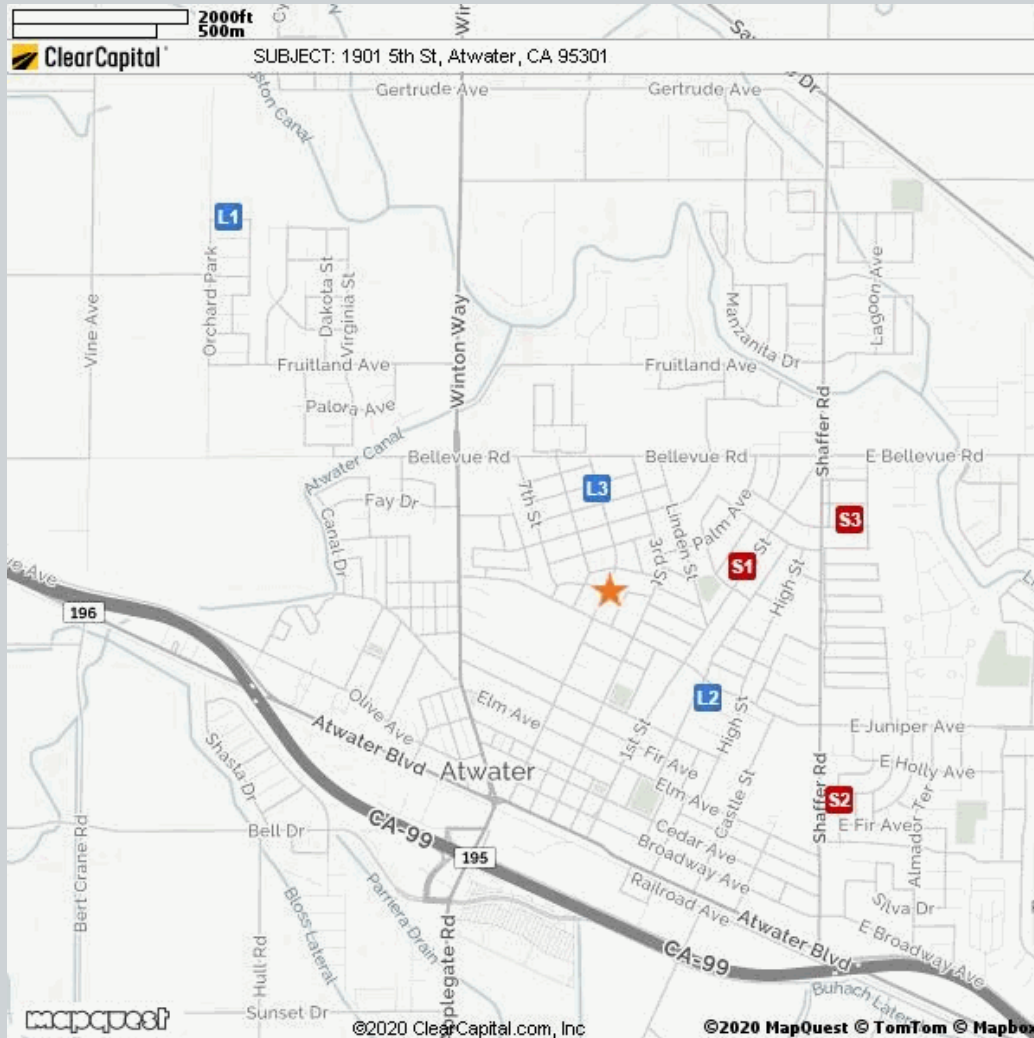 2000ft
500m
ClearCapital
SUBJECT: 1901 5th St, Atwater, CA 95301
Gertrude Ave
Gertrude Ave
L1
Orchard Park
Dakota St
Virginia St
Vine Ave
Winton Way
Manzanita Dr
Lagoon Ave
Fruitland Ave
Fruitland Ave
Palora Ave
Shaffer Rd
Atwater Canal
Bellevue Rd
Bellevue Rd
E Bellevue Rd
Fay Dr
7th St
L3
Linden St
Palm Ave
S3
Canal Dr
3rd St
S1
St
High St
196
L2
Olive Ave
Elm Ave
1st St
High St
E Juniper Ave
Atwater Blvd
Atwater
Fir Ave
Shasta Dr
Elm Ave
Castle St
Shaffer Rd
E Holly Ave
S2
E Fir Ave
Almador Ter
Bell Dr
CA-99
195
Cedar Ave
Broadway Ave
Bert Crane Rd
Parriera Drain
Railroad Ave
Silva Dr
Bloss Lateral
Atwater Blvd
E Broadway Ave
Hull Rd
CA-99
Applegate Rd
Buhach Later
Sunset Dr
mapquest
©2020 ClearCapital.com, Inc
©2020 MapQuest © TomTom © Mapbox